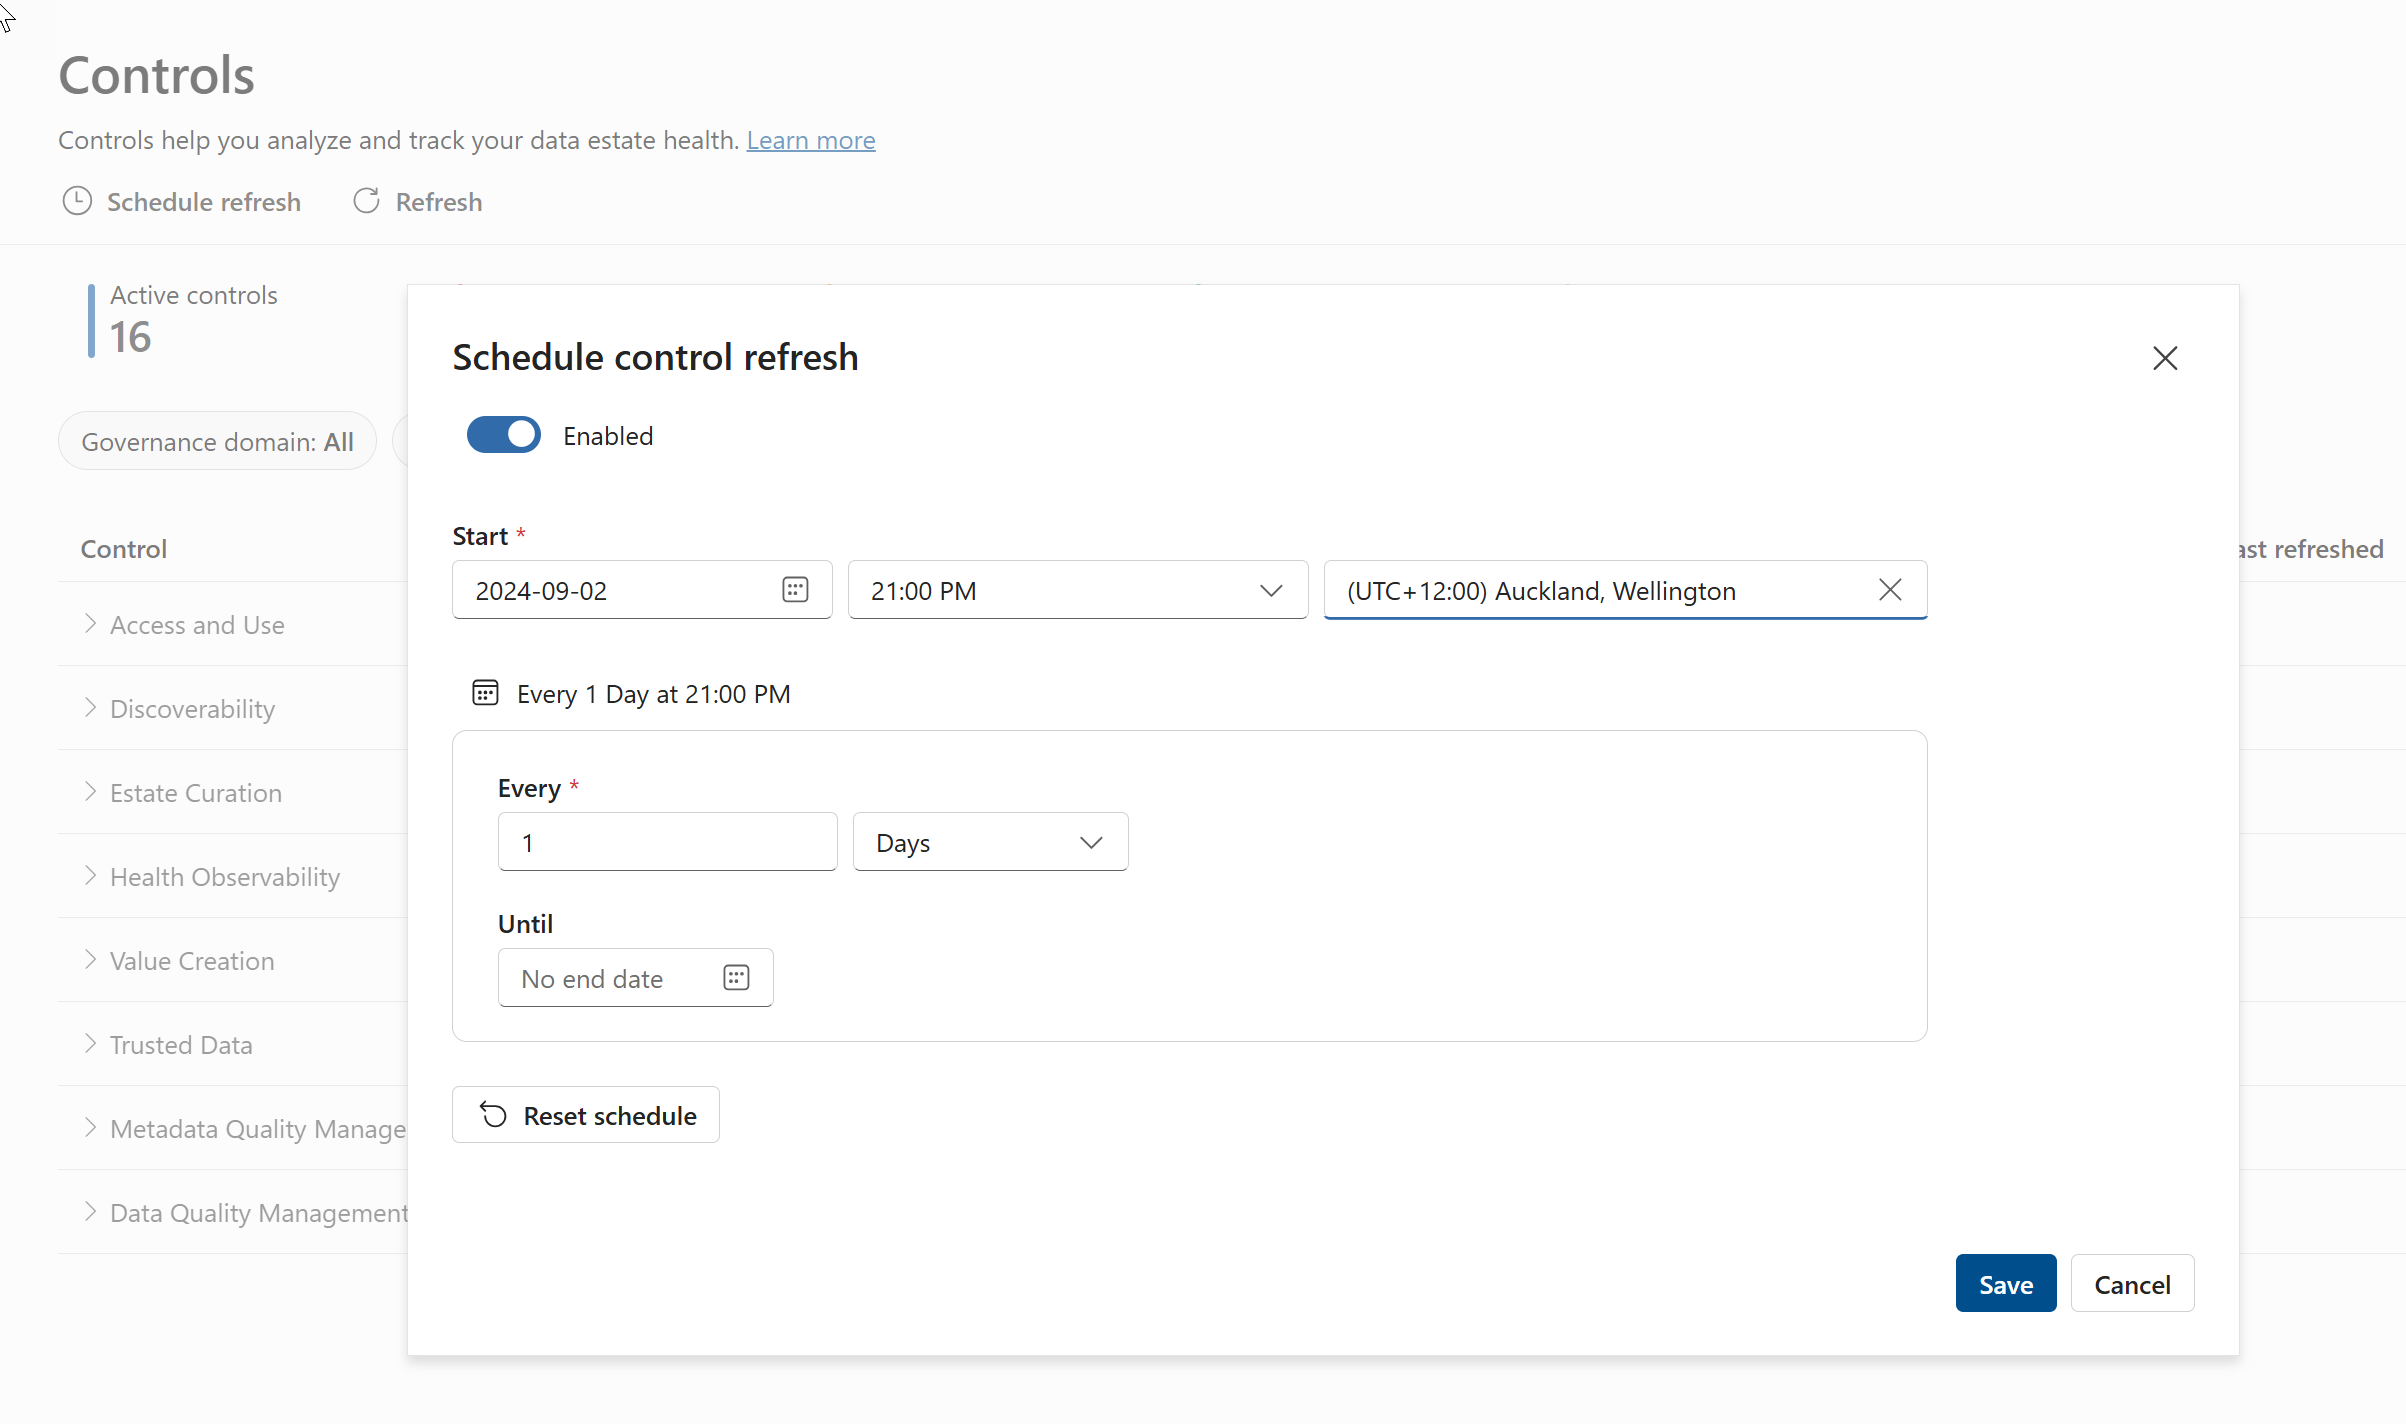 Controls
Controls help you analyze and track your data estate health. Learn more
Schedule refresh Refresh
Active controls
16
Governance domain: All
Control
ast refreshed
Access and Use
Discoverability
Estate Curation
Health Observability
Value Creation
Trusted Data
Metadata Quality Manage
Data Quality Management
Schedule control refresh
Enabled
Start *
2024-09-02 21:00 PM (UTC+12:00) Auckland, Wellington
Every 1 Day at 21:00 PM
Every *
1 Days
Until
No end date
Reset schedule
Save Cancel